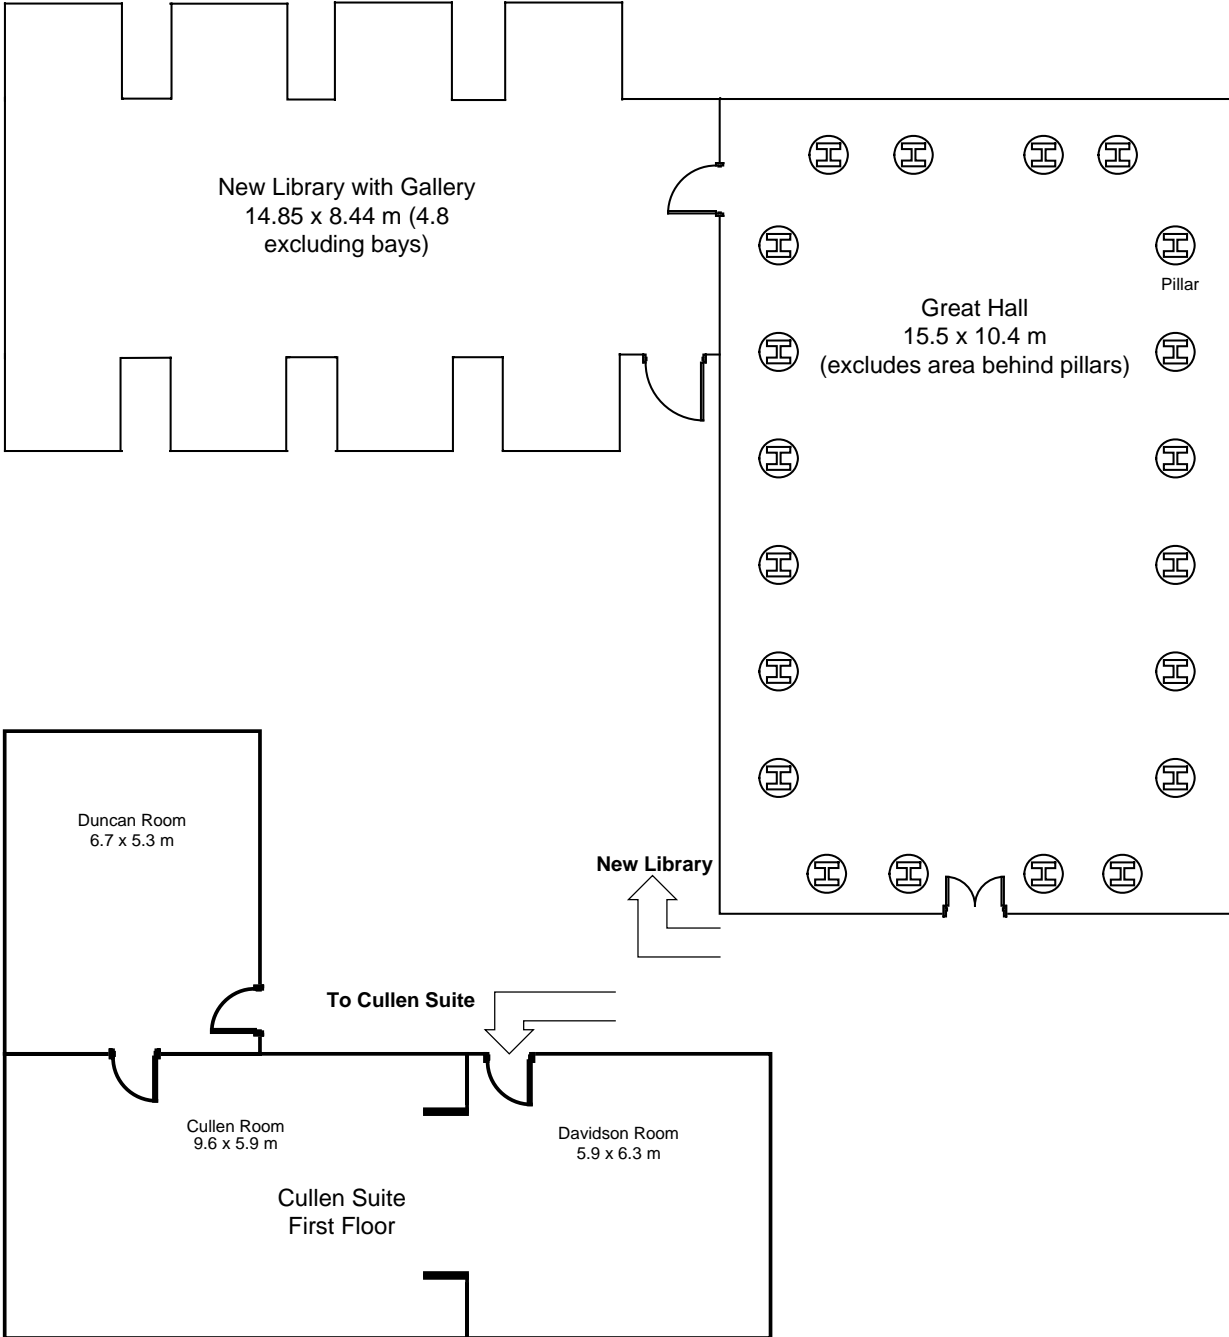 New Library with Gallery
14.85 x 8.44 m (4.8
excluding bays)
Pillar
Great Hall
15.5 x 10.4 m
(excludes area behind pillars)
Duncan Room
6.7 x 5.3 m
New Library
To Cullen Suite
Cullen Room
9.6 x 5.9 m
Davidson Room
5.9 x 6.3 m
Cullen Suite
First Floor